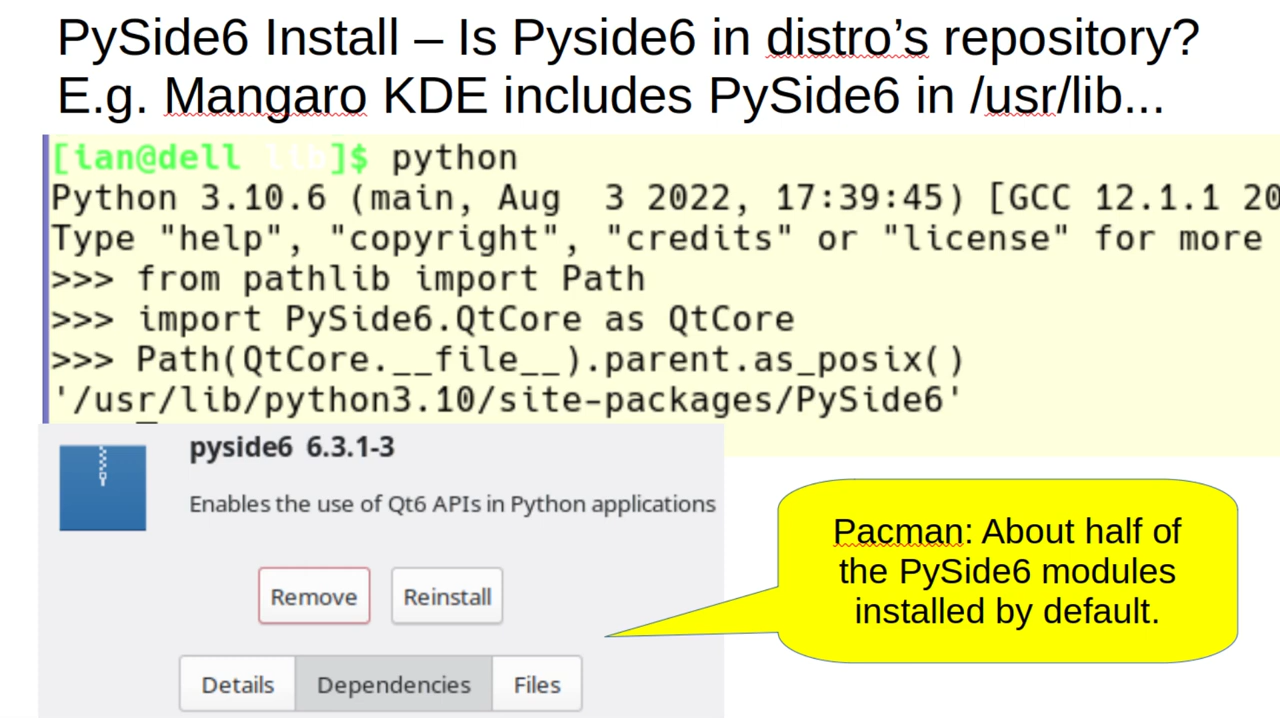 PySide6 Install – Is Pyside6 in distro’s repository?
E.g. Mangaro KDE includes PySide6 in /usr/lib...
[ian@dell lib]$ python
Python 3.10.6 (main, Aug  3 2022, 17:39:45) [GCC 12.1.1 20
Type "help", "copyright", "credits" or "license" for more
>>> from pathlib import Path
>>> import PySide6.QtCore as QtCore
>>> Path(QtCore.__file__).parent.as_posix()
'/usr/lib/python3.10/site-packages/PySide6'
pyside6 6.3.1-3
Enables the use of Qt6 APIs in Python applications
Remove Reinstall
Details Dependencies Files
Pacman: About half of
the PySide6 modules
installed by default.